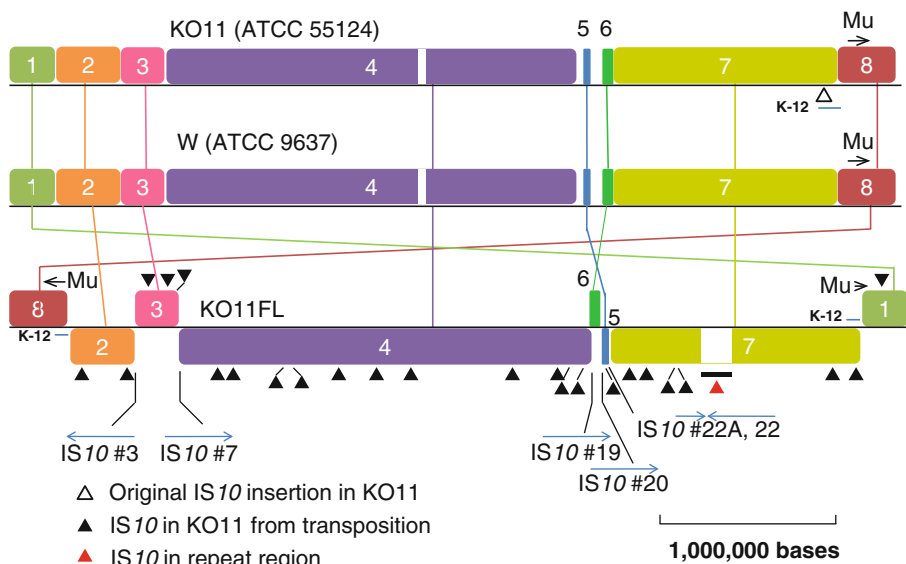 KO11 (ATCC 55124)
5 6
Mu
1 2 3 4 7 8
K-12
W (ATCC 9637)
Mu
1 2 3 4 7 8
Mu
6
Mu
8 3 KO11FL 1
K-12
K-12
5
2 4 7
IS10 #22A, 22
IS10 #3 IS10 #7 IS10 #19
IS10 #20
Original IS10 insertion in KO11
IS10 in KO11 from transposition
IS10 in repeat region
1,000,000 bases